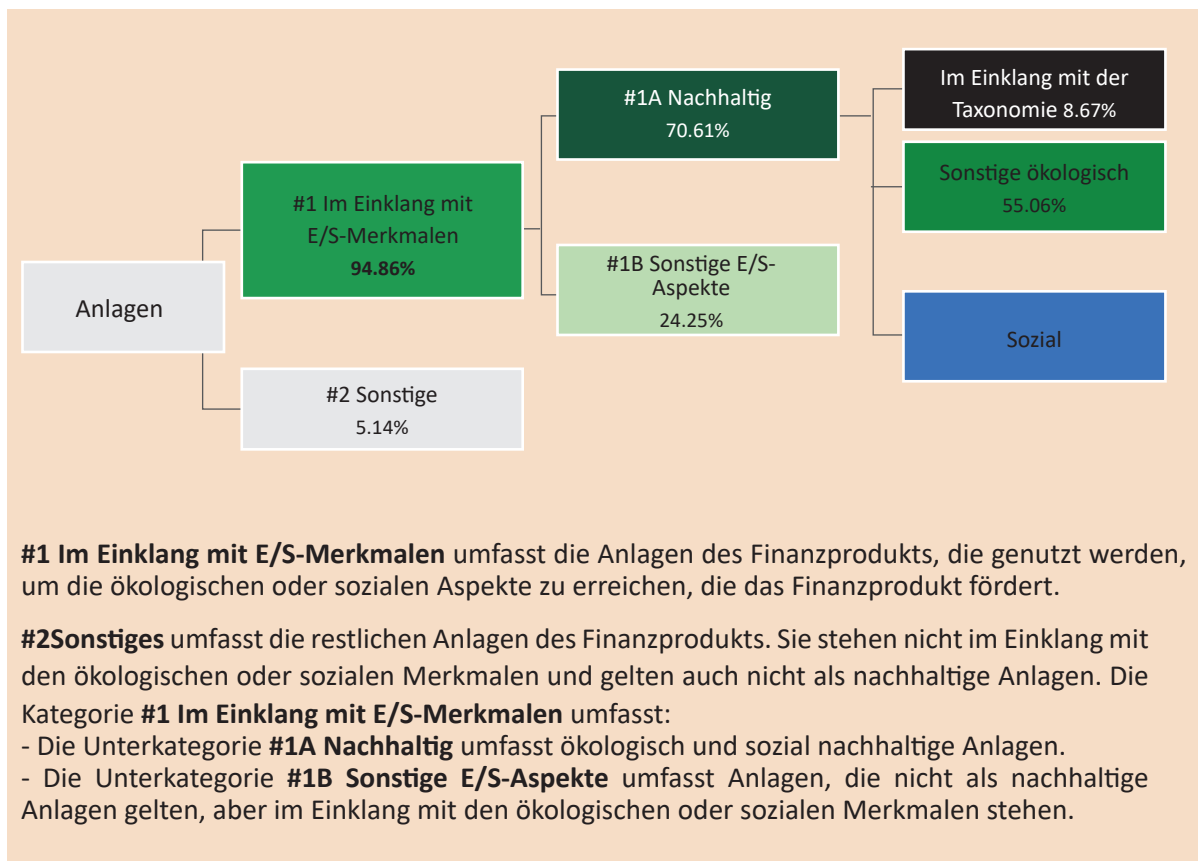 Anlagen
#1 Im Einklang mit
E/S-Merkmalen
94.86%
#2 Sonstige
5.14%
#1A Nachhaltig
70.61%
#1B Sonstige E/S-
Aspekte
24.25%
Im Einklang mit der
Taxonomie 8.67%
Sonstige ökologisch
55.06%
Sozial
#1 Im Einklang mit E/S-Merkmalen umfasst die Anlagen des Finanzprodukts, die genutzt werden,
um die ökologischen oder sozialen Aspekte zu erreichen, die das Finanzprodukt fördert.
#2Sonstiges umfasst die restlichen Anlagen des Finanzprodukts. Sie stehen nicht im Einklang mit
den ökologischen oder sozialen Merkmalen und gelten auch nicht als nachhaltige Anlagen. Die
Kategorie #1 Im Einklang mit E/S-Merkmalen umfasst:
- Die Unterkategorie #1A Nachhaltig umfasst ökologisch und sozial nachhaltige Anlagen.
- Die Unterkategorie #1B Sonstige E/S-Aspekte umfasst Anlagen, die nicht als nachhaltige
Anlagen gelten, aber im Einklang mit den ökologischen oder sozialen Merkmalen stehen.